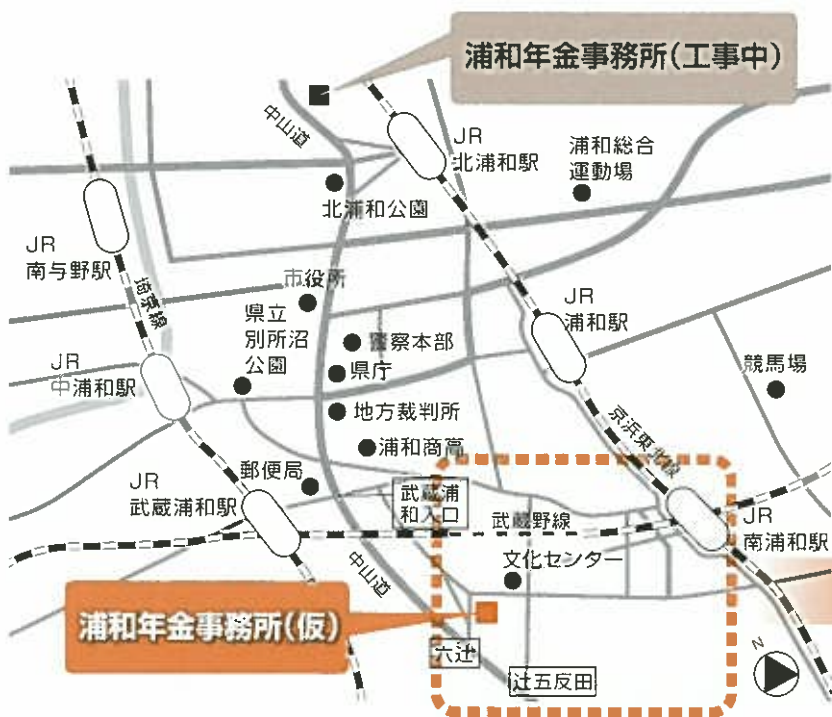 浦和年金事務所(工事中)
中山道
JR
北浦和駅
浦和総合
運動場
北浦和公園
JR
南与野駅
埼京線
市役所
県立
別所沼
公園
JR
浦和駅
警察本部
県庁
競馬場
JR
中浦和駅
地方裁判所
京浜東北線
浦和商高
郵便局
JR
武蔵浦和駅
武蔵浦
和入口
武蔵野線
JR
南浦和駅
文化センター
中山道
浦和年金事務所(仮)
六辻
辻五反田
N